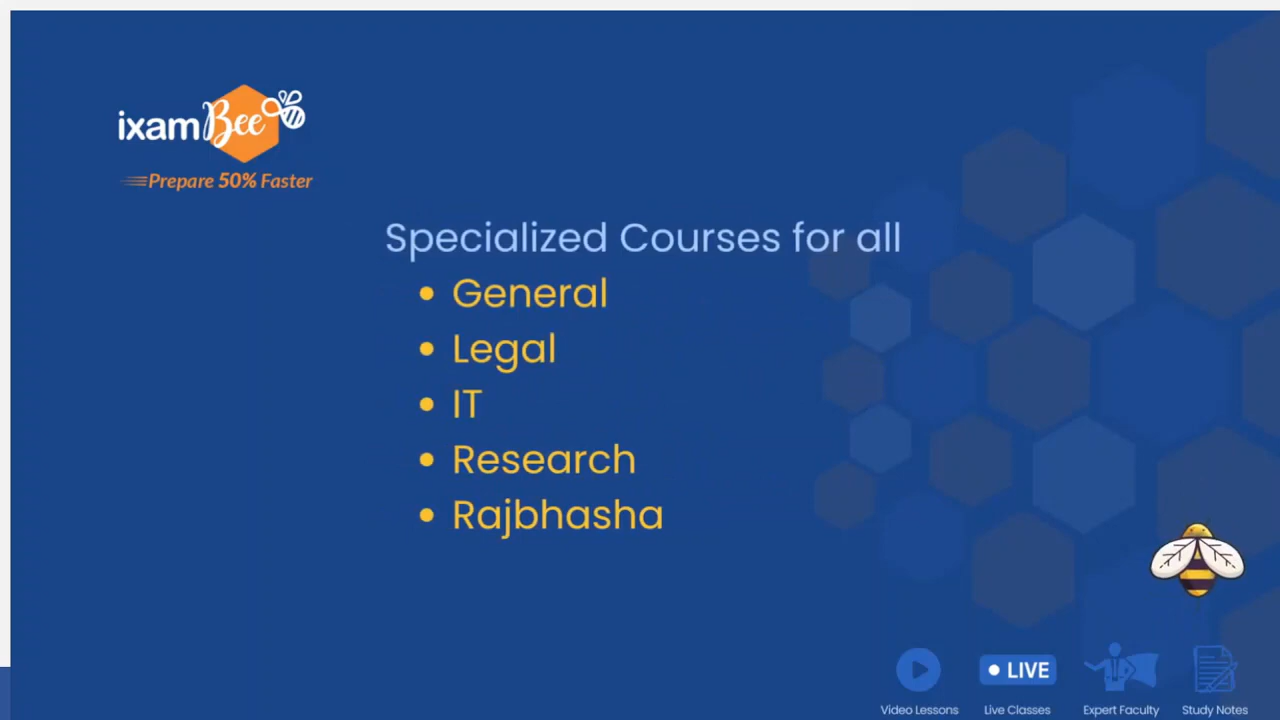 ixamBee
Prepare 50% Faster
Specialized Courses for all
• General
• Legal
• IT
• Research
• Rajbhasha
LIVE
Video Lessons
Live Classes
Expert Faculty
Study Notes